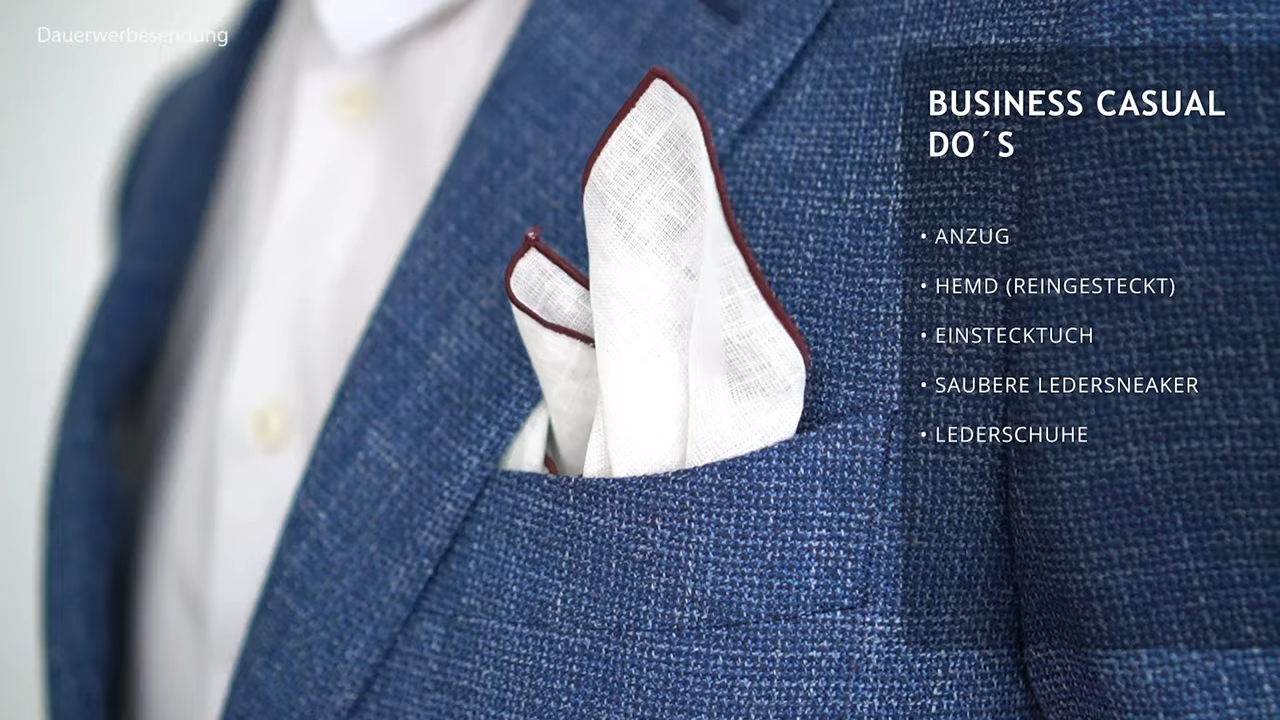 Dauerwerbesendung
BUSINESS CASUAL
DO´S
• ANZUG
• HEMD (REINGESTECKT)
• EINSTECKTUCH
• SAUBERE LEDERSNEAKER
• LEDERSCHUHE